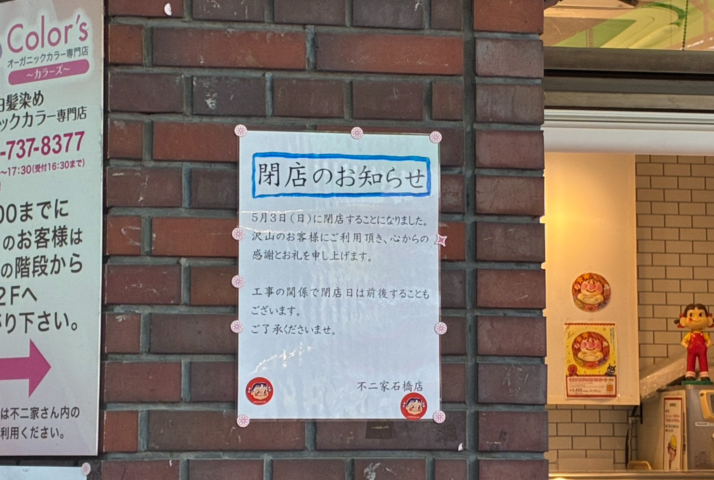 Color's
オーガニックカラー専門店
〜カラーズ〜
髪染め
ックカラー専門店
-737-8377
〜17:30(受付16:30まで)
00までに
のお客様は
の階段から
2Fへ
り下さい。
は不二家さん内の
利用ください。
閉店のお知らせ
5月3日(日)に閉店することになりました。
沢山のお客様にご利用頂き、心からの
感謝とお礼を申し上げます。
工事の関係で閉店日は前後することも
ございます。
ご了承くださいませ。
不二家石橋店